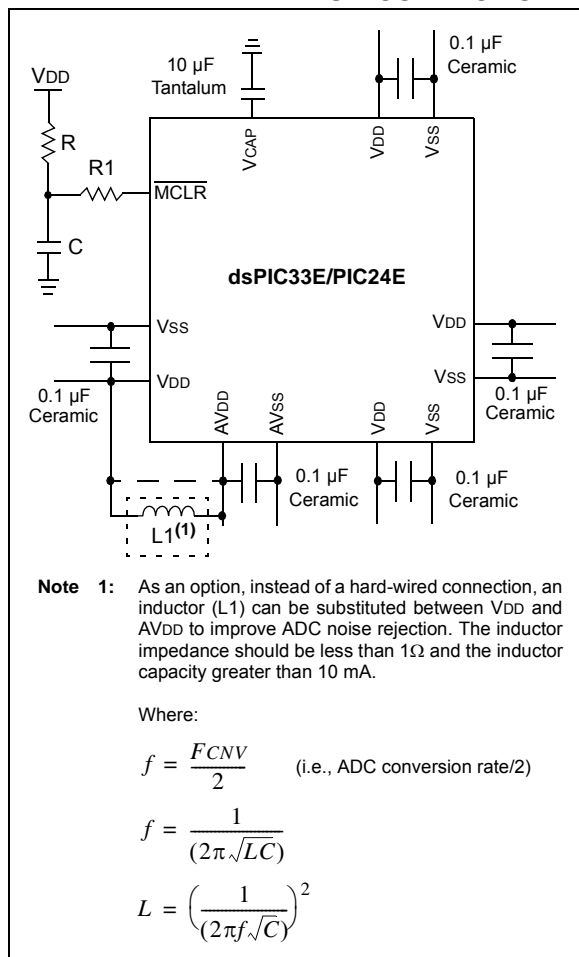 0.1 µF
Ceramic
10 µF
Tantalum
VDD
R
R1
C
VCAP
VDD
VSS
MCLR
dsPIC33E/PIC24E
VSS
VDD
VDD
VSS
0.1 µF
Ceramic
0.1 µF
Ceramic
AVDD
AVSS
VDD
VSS
0.1 µF
Ceramic
0.1 µF
Ceramic
L1(1)
Note 1: As an option, instead of a hard-wired connection, an
inductor (L1) can be substituted between VDD and
AVDD to improve ADC noise rejection. The inductor
impedance should be less than 1Ω and the inductor
capacity greater than 10 mA.
Where:
f = FCNV / 2 (i.e., ADC conversion rate/2)
f = 1 / (2π√LC)
L = (1 / (2πf√C))²